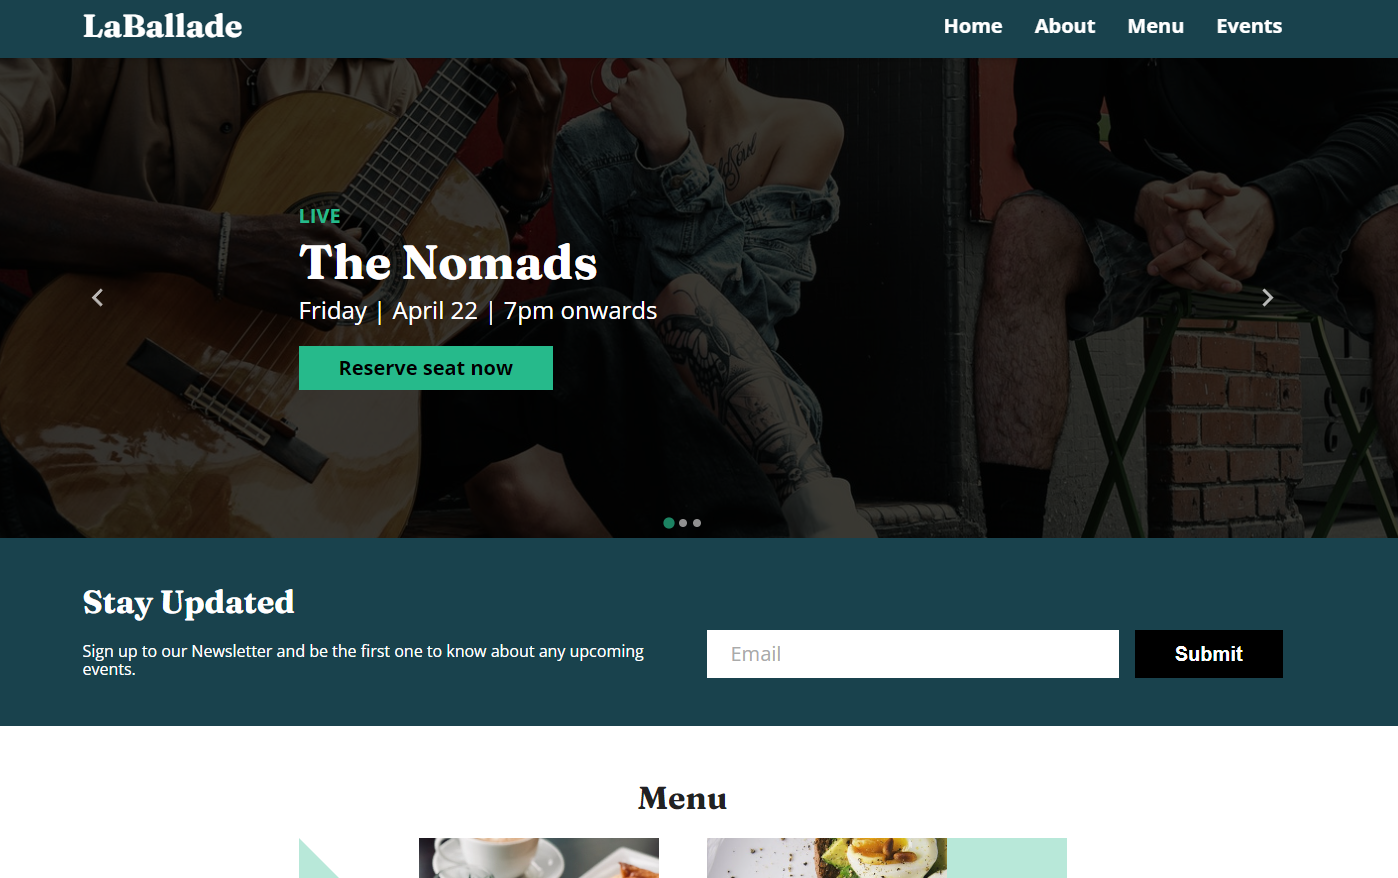 LaBallade
Home About Menu Events
LIVE
The Nomads
Friday | April 22 | 7pm onwards
Reserve seat now
Stay Updated
Sign up to our Newsletter and be the first one to know about any upcoming
events.
Email
Submit
Menu